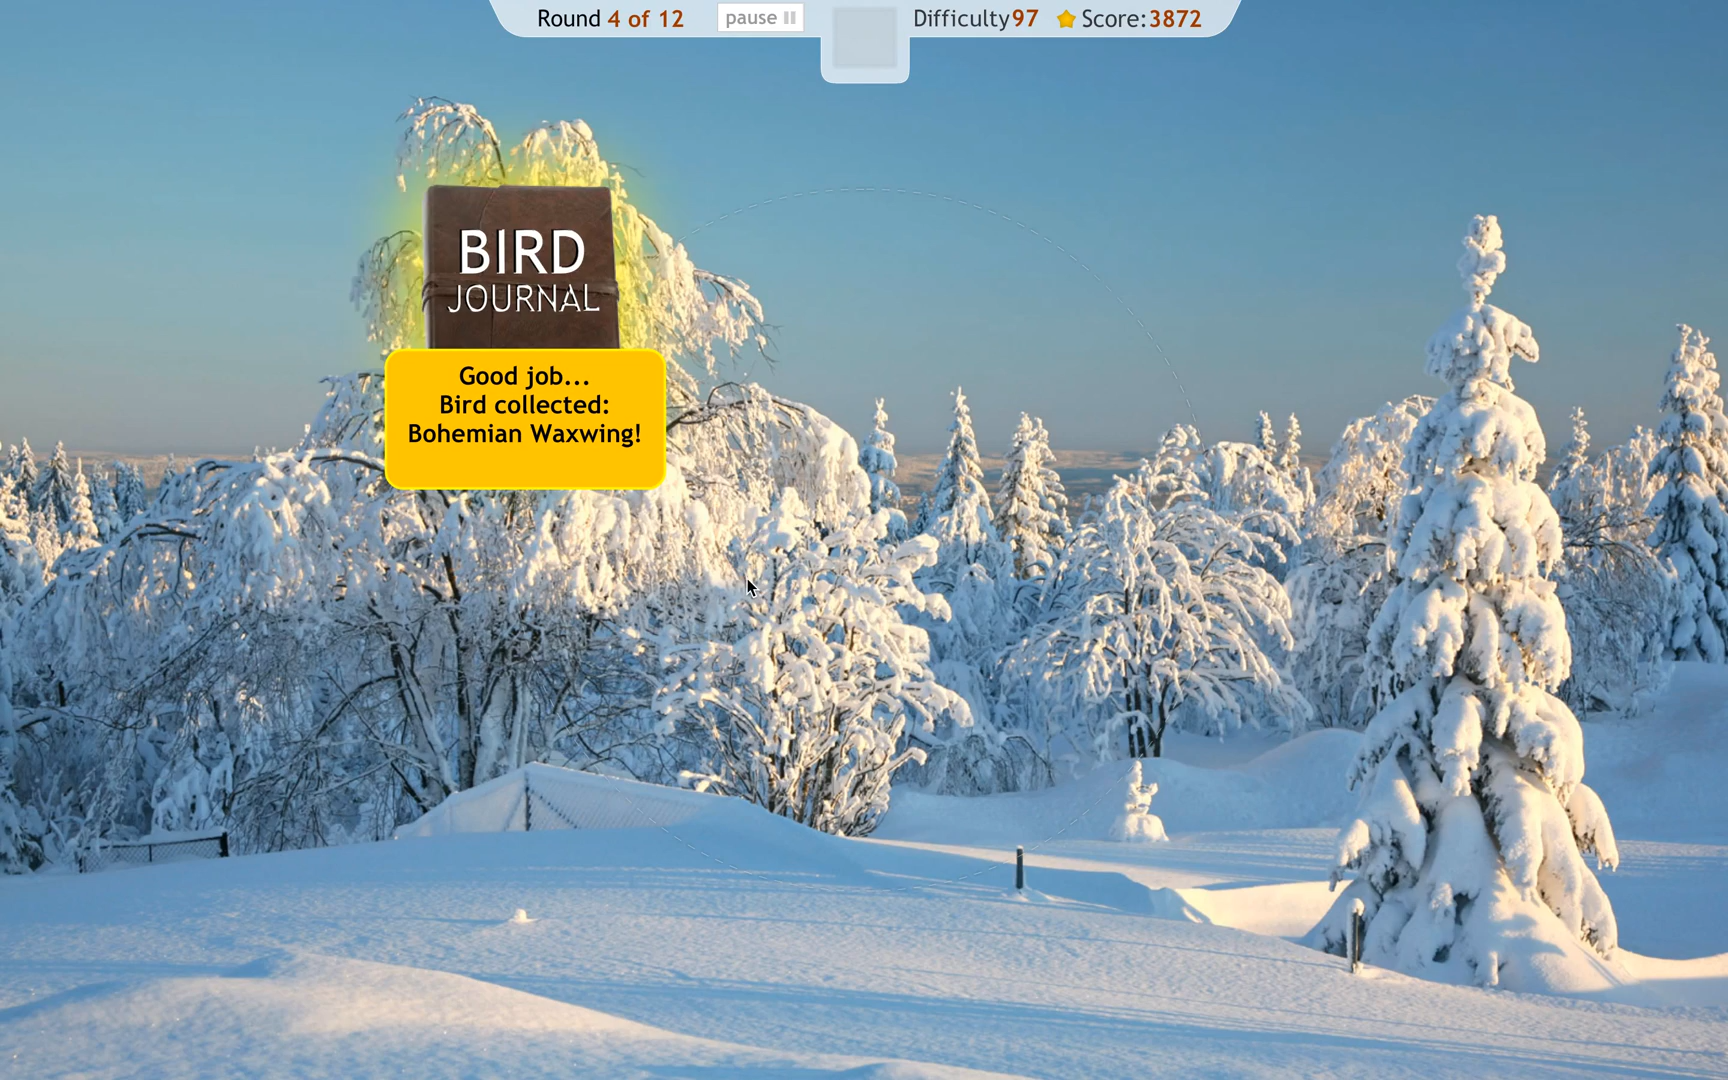 Round 4 of 12
pause
Difficulty97
Score:3872
BIRD
JOURNAL
Good job...
Bird collected:
Bohemian Waxwing!